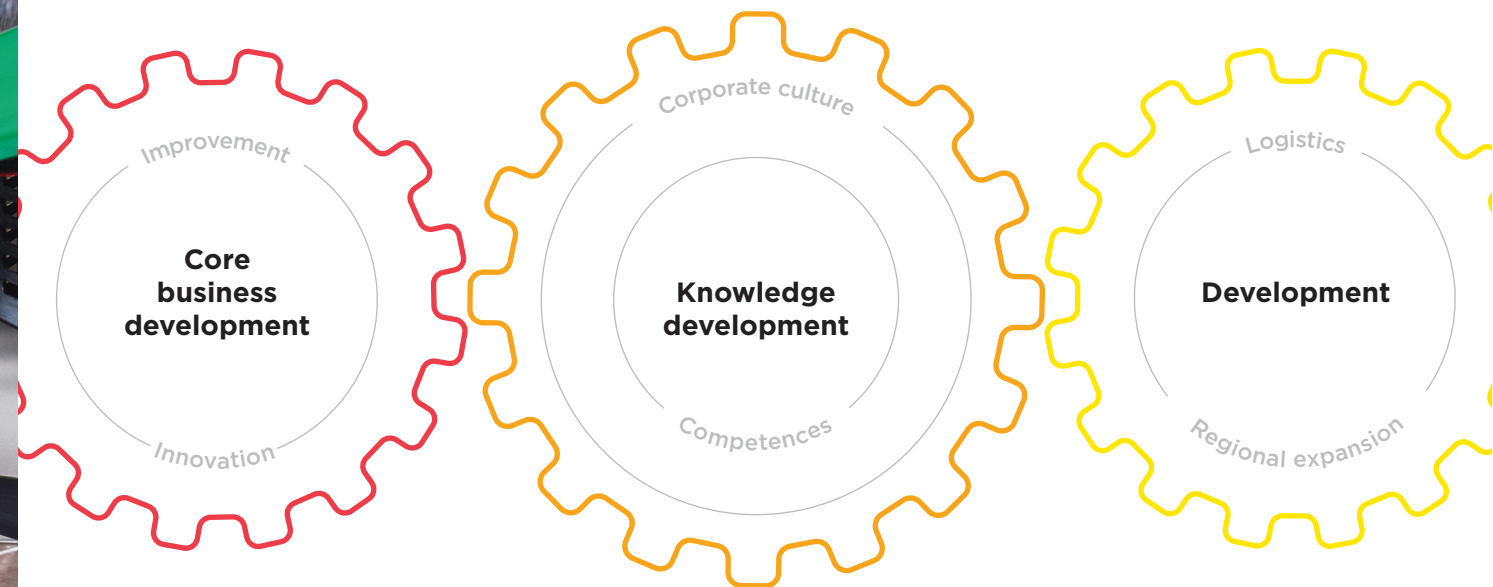 Improvement
Core
business
development
Innovation
Corporate culture
Knowledge
development
Competences
Logistics
Development
Regional expansion